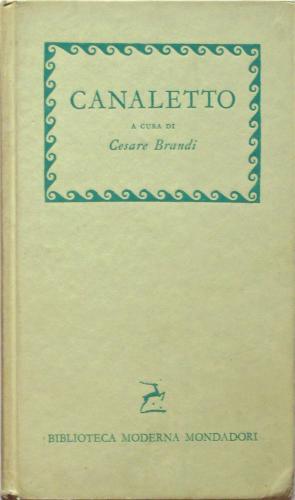 CANALETTO
A CURA DI
Cesare Brandi
BIBLIOTECA MODERNA MONDADORI